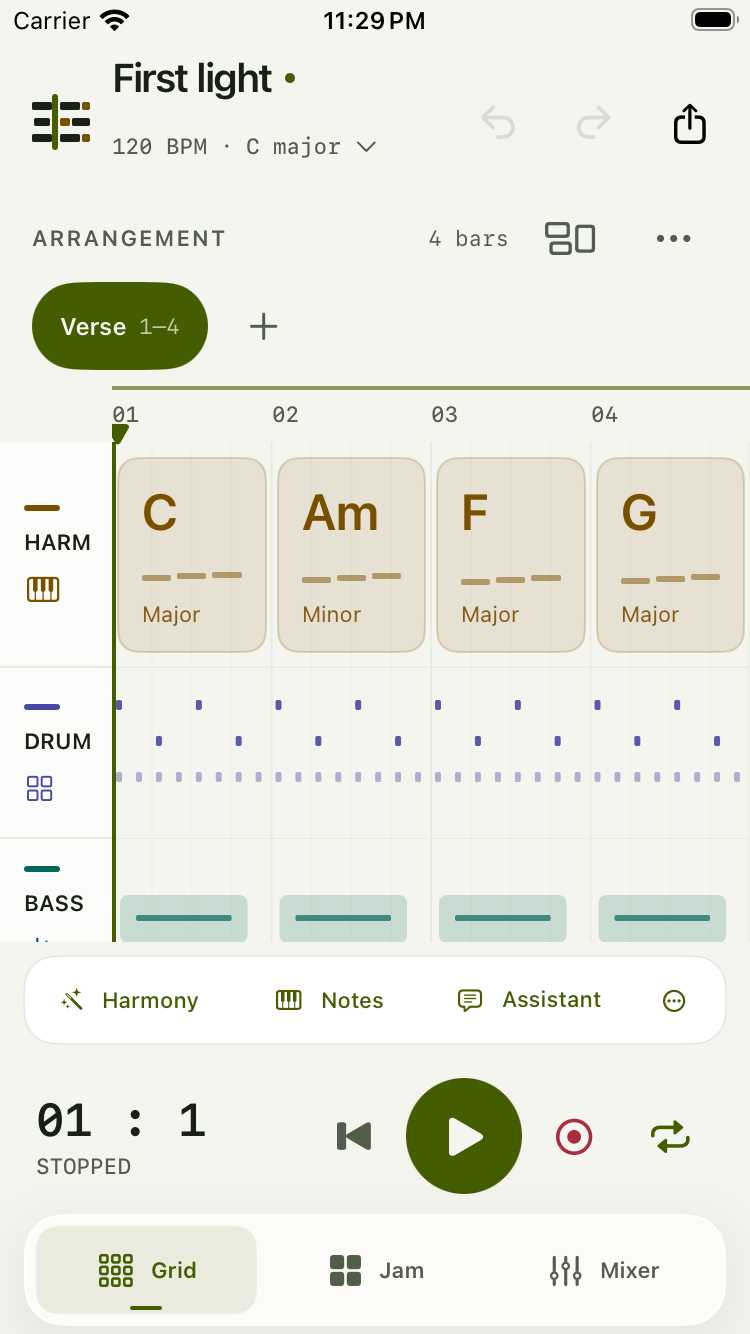 Carrier 11:29 PM
First light
120 BPM · C major
ARRANGEMENT 4 bars
Verse 1–4
01 02 03 04
C Am F G
HARM
Major Minor Major Major
DRUM
BASS
Harmony Notes Assistant
01 : 1
STOPPED
Grid Jam Mixer